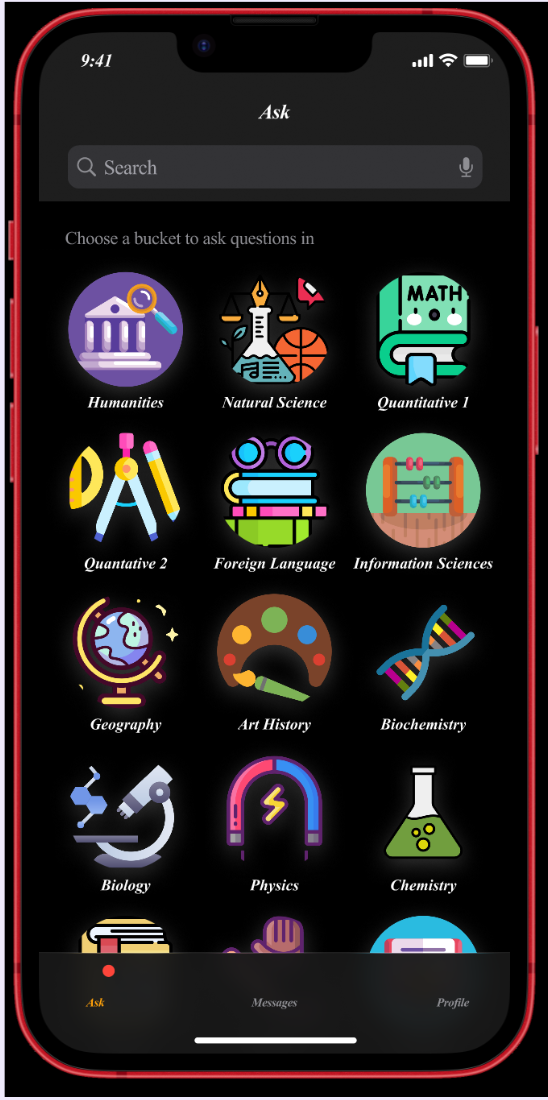 9:41
Ask
Search
Choose a bucket to ask questions in
MATH
Humanities
Natural Science
Quantitative 1
Quantative 2
Foreign Language
Information Sciences
Geography
Art History
Biochemistry
Biology
Physics
Chemistry
Ask
Messages
Profile